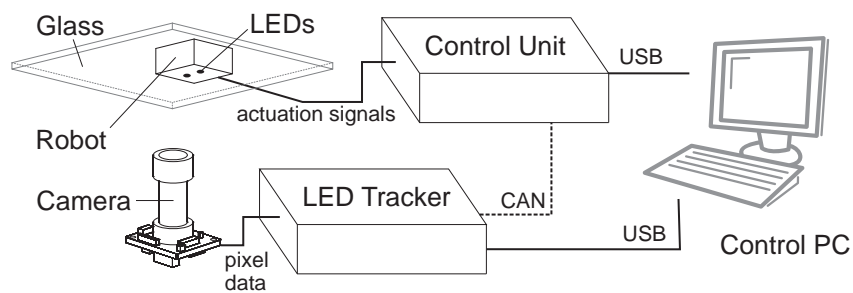 Glass
LEDs
Control Unit
USB
actuation signals
Robot
Camera
LED Tracker
CAN
USB
Control PC
pixel
data